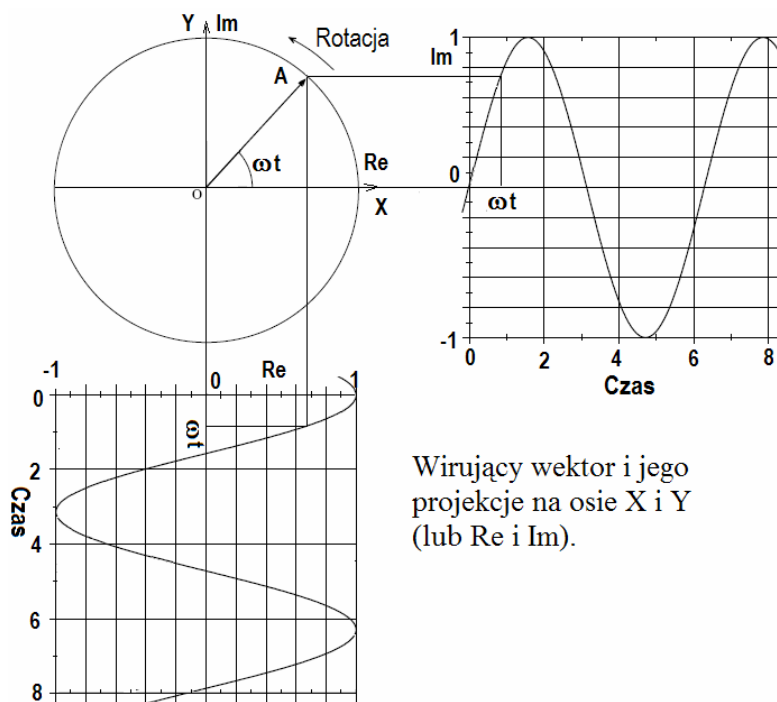 Y Im
Rotacja
A
ωt
Re
O
X
1
Im
0
ωt
-1
0 2 4 6 8
Czas
-1 0 Re 1
0
ωt
2
Czas
4
6
8
Wirujący wektor i jego
projekcje na osie X i Y
(lub Re i Im).